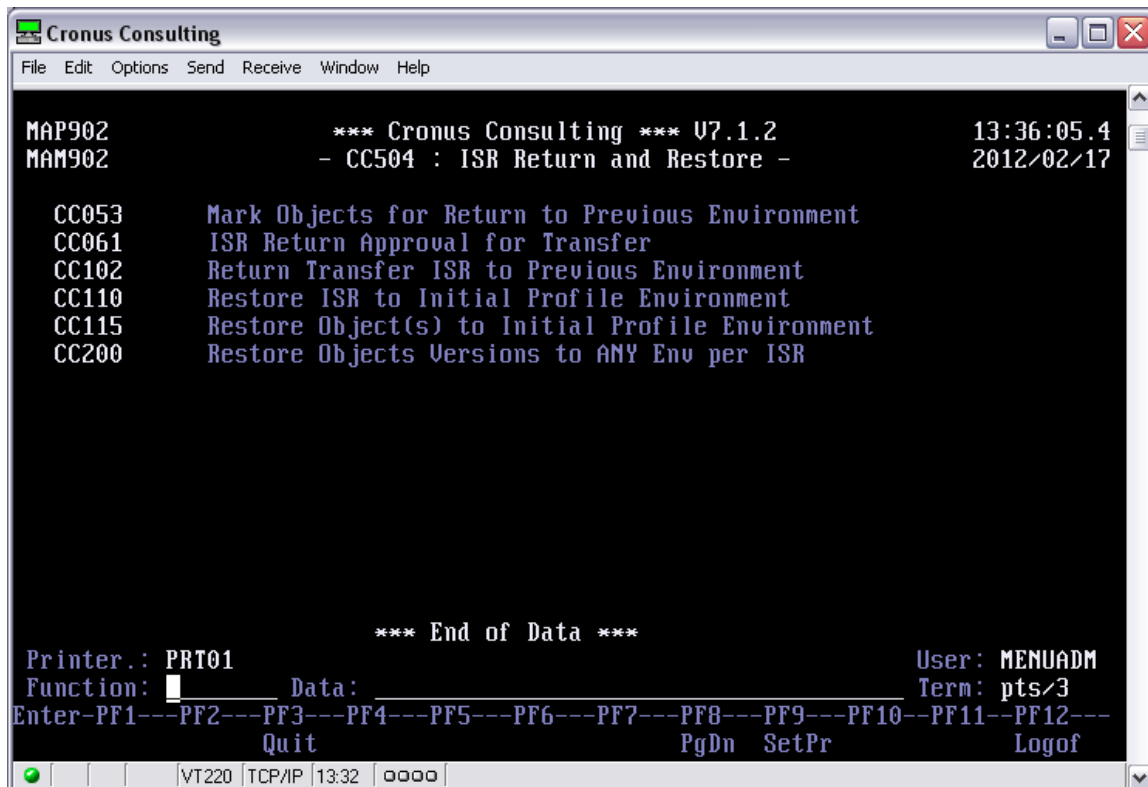 Cronus Consulting
File Edit Options Send Receive Window Help
MAP902 *** Cronus Consulting *** V7.1.2 13:36:05.4
MAM902 - CC504 : ISR Return and Restore - 2012/02/17
CC053 Mark Objects for Return to Previous Environment
CC061 ISR Return Approval for Transfer
CC102 Return Transfer ISR to Previous Environment
CC110 Restore ISR to Initial Profile Environment
CC115 Restore Object(s) to Initial Profile Environment
CC200 Restore Objects Versions to ANY Env per ISR
*** End of Data ***
Printer.: PRT01 User: MENUADM
Function: ________ Data: ______________________________________ Term: pts/3
Enter-PF1---PF2---PF3---PF4---PF5---PF6---PF7---PF8---PF9---PF10--PF11--PF12---
Quit PgDn SetPr Logof
VT220 TCP/IP 13:32